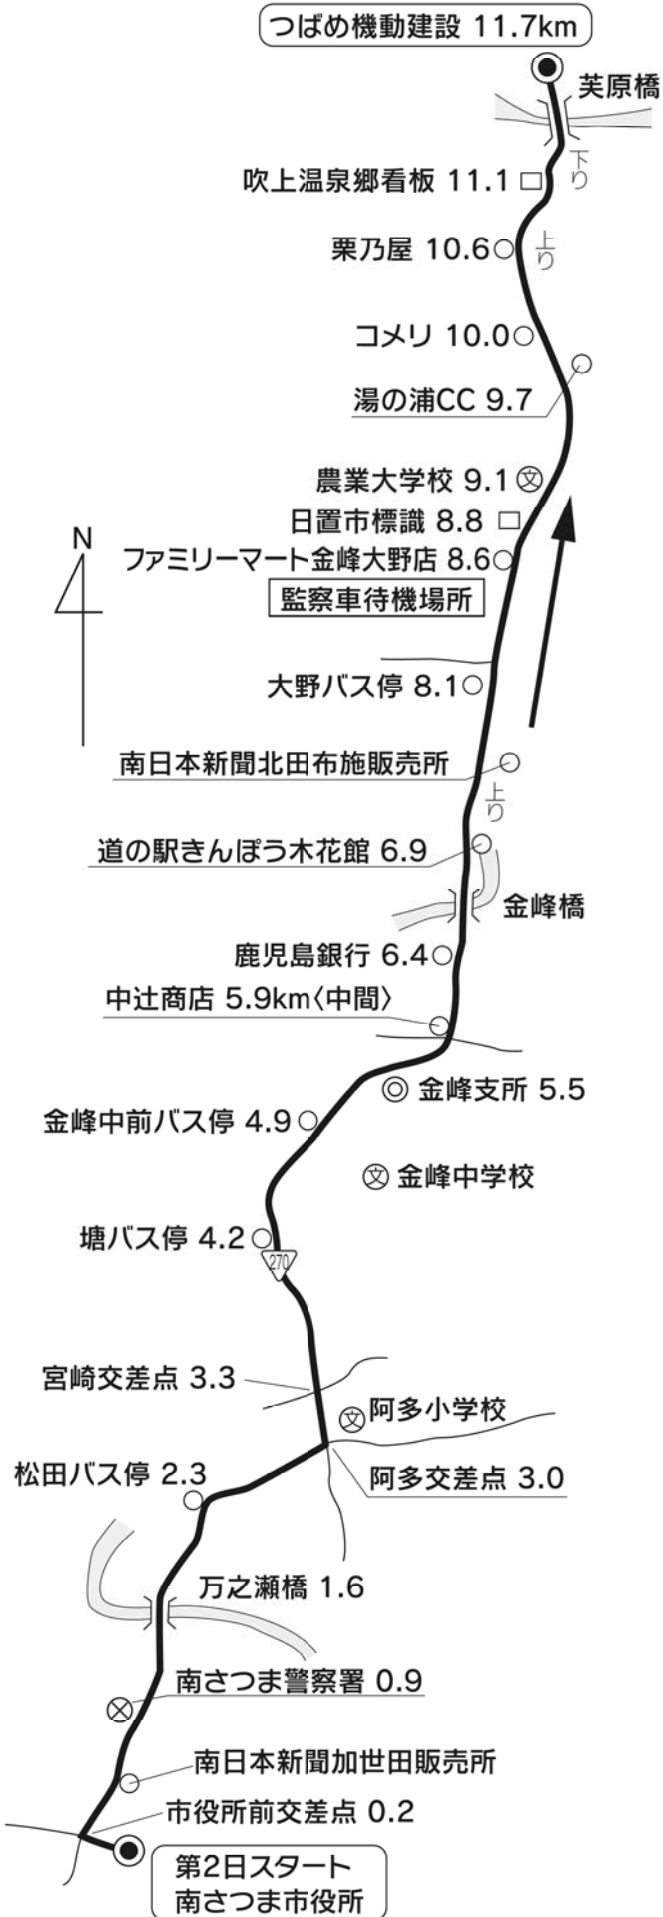 つばめ機動建設 11.7km
芙原橋
下り
吹上温泉郷看板 11.1
栗乃屋 10.6
上り
コメリ 10.0
湯の浦CC 9.7
農業大学校 9.1
文
日置市標識 8.8
N
ファミリーマート金峰大野店 8.6
監察車待機場所
大野バス停 8.1
南日本新聞北田布施販売所
上り
道の駅きんぽう木花館 6.9
金峰橋
鹿児島銀行 6.4
中辻商店 5.9km〈中間〉
金峰支所 5.5
金峰中前バス停 4.9
文
金峰中学校
塘バス停 4.2
270
宮崎交差点 3.3
文
阿多小学校
松田バス停 2.3
阿多交差点 3.0
万之瀬橋 1.6
南さつま警察署 0.9
南日本新聞加世田販売所
市役所前交差点 0.2
第2日スタート
南さつま市役所